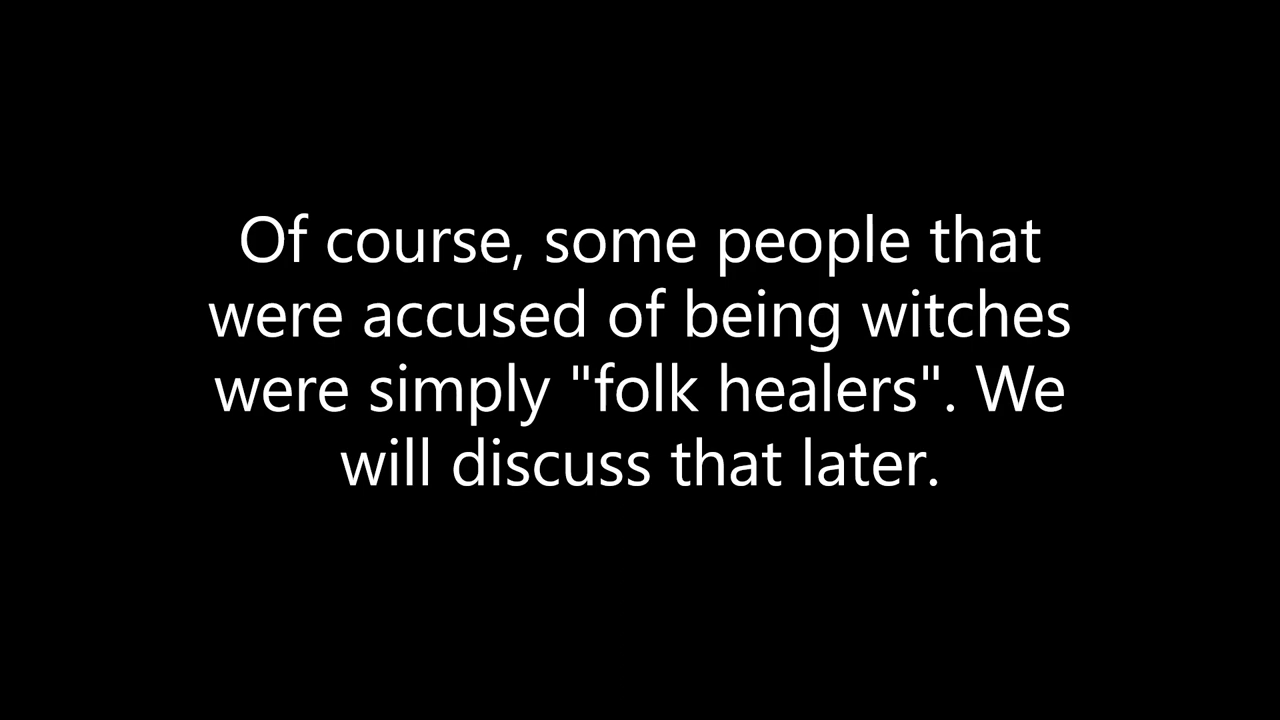 Of course, some people that
were accused of being witches
were simply "folk healers". We
will discuss that later.